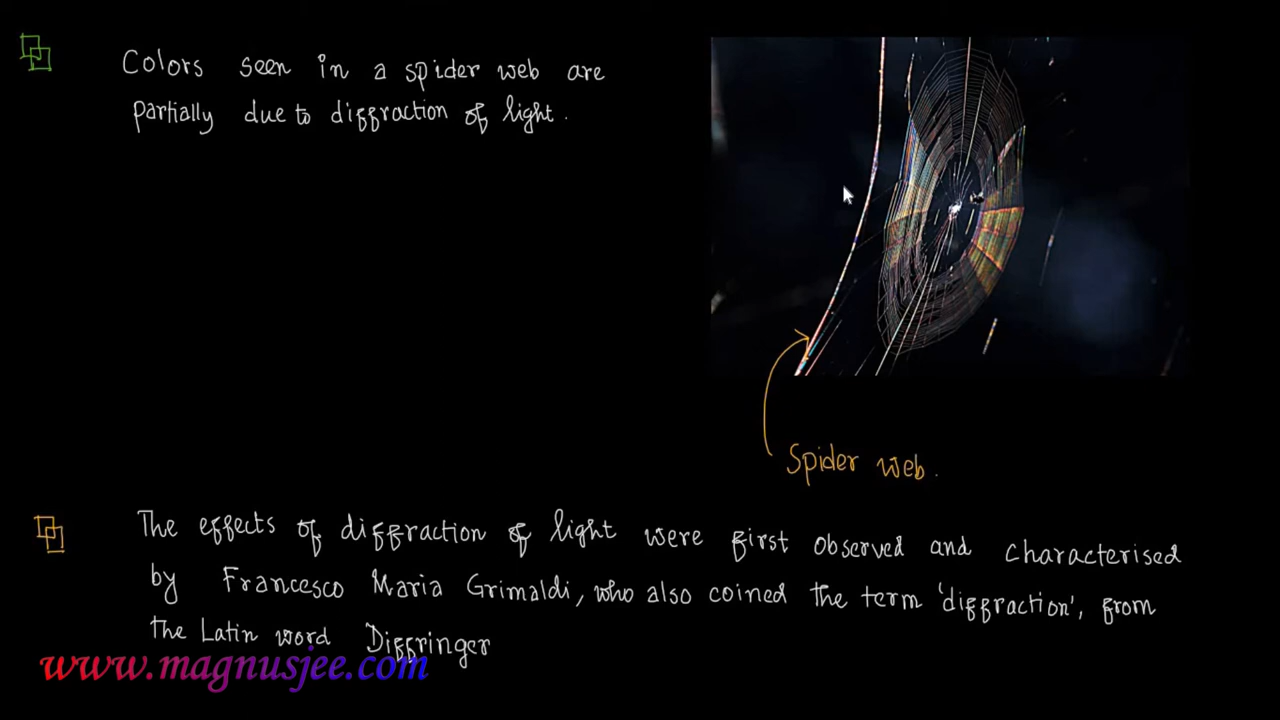 Colors seen in a spider web are
partially due to diffraction of light.
Spider web.
The effects of diffraction of light were first observed and characterised
by Francesco Maria Grimaldi, who also coined the term 'diffraction', from
the Latin word Diffringer
www.magnusjee.com